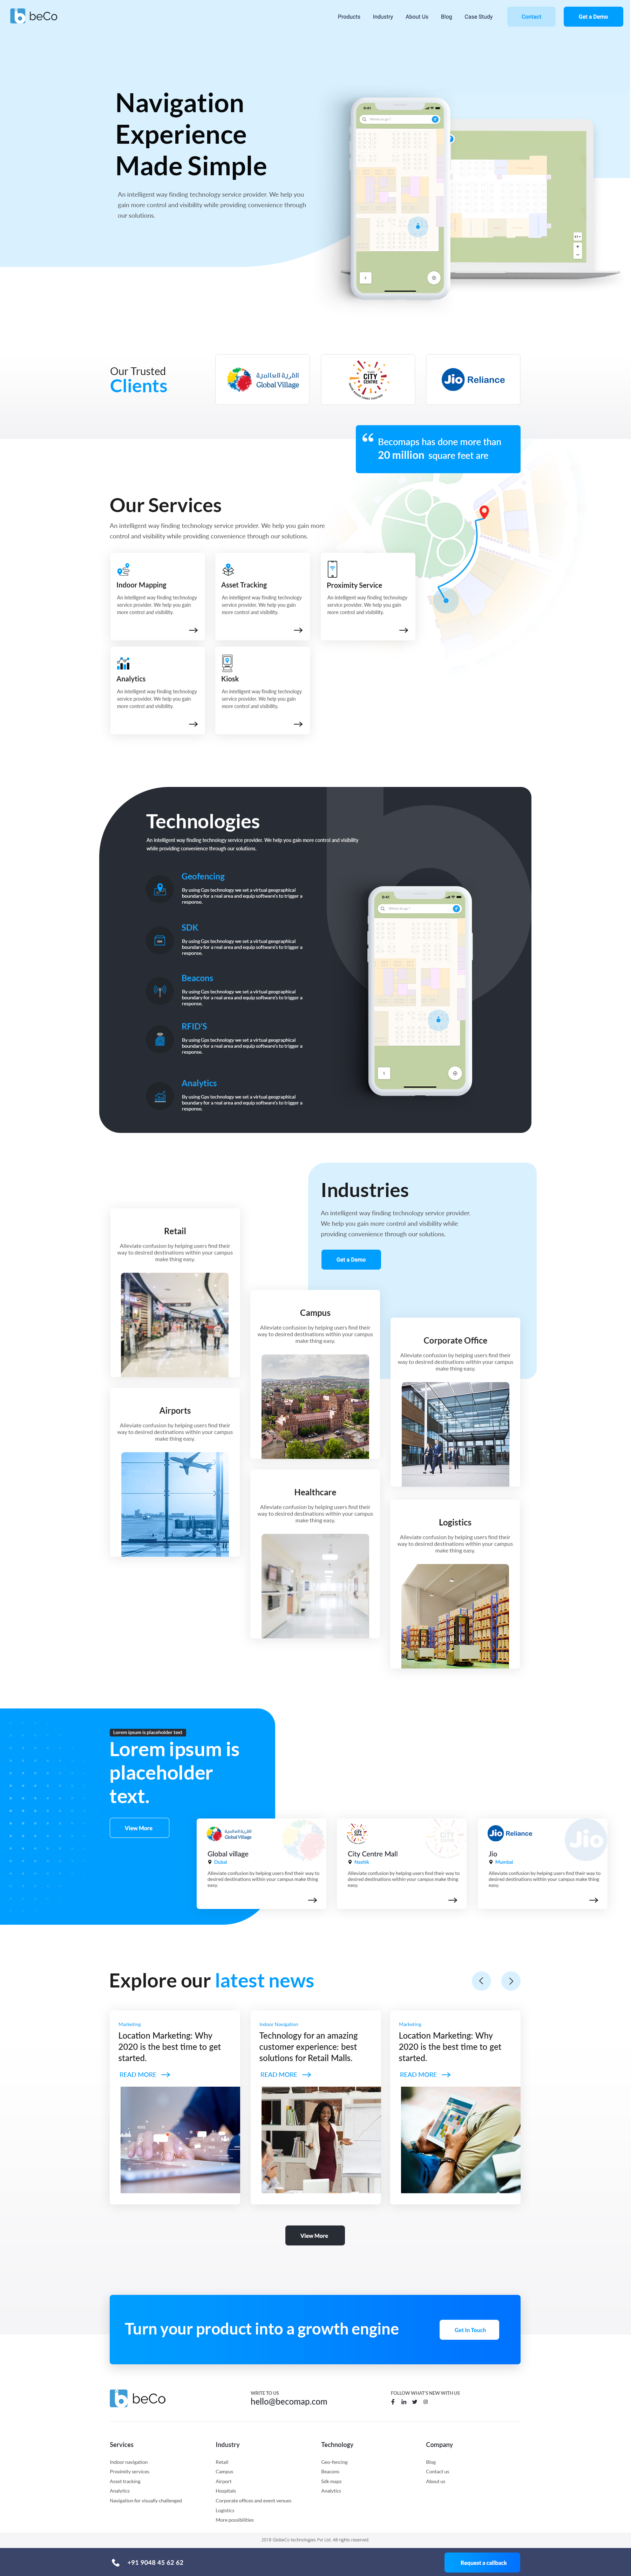 beCo
Products
Industry
About Us
Blog
Case Study
Contact
Get a Demo
Navigation
Experience
Made Simple
An intelligent way finding technology service provider. We help you
gain more control and visibility while providing convenience through
our solutions.
9:41
Our Trusted
Clients
القرية العالمية
Global Village
CITY
CENTRE
Jio Reliance
Becomaps has done more than
20 million square feet are
Our Services
An intelligent way finding technology service provider. We help you gain more
control and visibility while providing convenience through our solutions.
Indoor Mapping
An intelligent way finding technology
service provider. We help you gain
more control and visibility.
Asset Tracking
An intelligent way finding technology
service provider. We help you gain
more control and visibility.
Proximity Service
An intelligent way finding technology
service provider. We help you gain
more control and visibility.
Analytics
An intelligent way finding technology
service provider. We help you gain
more control and visibility.
Kiosk
An intelligent way finding technology
service provider. We help you gain
more control and visibility.
Technologies
An intelligent way finding technology service provider. We help you gain more control and visibility
while providing convenience through our solutions.
Geofencing
By using Gps technology we set a virtual geographical
boundary for a real area and equip software's to trigger a
response.
SDK
By using Gps technology we set a virtual geographical
boundary for a real area and equip software's to trigger a
response.
Beacons
By using Gps technology we set a virtual geographical
boundary for a real area and equip software's to trigger a
response.
RFID'S
By using Gps technology we set a virtual geographical
boundary for a real area and equip software's to trigger a
response.
Analytics
By using Gps technology we set a virtual geographical
boundary for a real area and equip software's to trigger a
response.
9:41
Industries
An intelligent way finding technology service provider.
We help you gain more control and visibility while
providing convenience through our solutions.
Get a Demo
Retail
Alleviate confusion by helping users find their
way to desired destinations within your campus
make thing easy.
Campus
Alleviate confusion by helping users find their
way to desired destinations within your campus
make thing easy.
Corporate Office
Alleviate confusion by helping users find their
way to desired destinations within your campus
make thing easy.
Airports
Alleviate confusion by helping users find their
way to desired destinations within your campus
make thing easy.
Healthcare
Alleviate confusion by helping users find their
way to desired destinations within your campus
make thing easy.
Logistics
Alleviate confusion by helping users find their
way to desired destinations within your campus
make thing easy.
Lorem ipsum is placeholder text
Lorem ipsum is
placeholder
text.
View More
القرية العالمية
Global Village
Global village
Dubai
Alleviate confusion by helping users find their way to
desired destinations within your campus make thing
easy.
CITY
CENTRE
City Centre Mall
Nashik
Alleviate confusion by helping users find their way to
desired destinations within your campus make thing
easy.
Jio Reliance
Jio
Jio
Mumbai
Alleviate confusion by helping users find their way to
desired destinations within your campus make thing
easy.
Explore our latest news
Marketing
Location Marketing: Why
2020 is the best time to get
started.
READ MORE
Indoor Navigation
Technology for an amazing
customer experience: best
solutions for Retail Malls.
READ MORE
Marketing
Location Marketing: Why
2020 is the best time to get
started.
READ MORE
View More
Turn your product into a growth engine
Get In Touch
beCo
WRITE TO US
hello@becomap.com
FOLLOW WHAT'S NEW WITH US
Services
Indoor navigation
Proximity services
Asset tracking
Analytics
Navigation for visually challenged
Industry
Retail
Campus
Airport
Hospitals
Corporate offices and event venues
Logistics
More possibilities
Technology
Geo-fencing
Beacons
Sdk maps
Analytics
Company
Blog
Contact us
About us
2018 GlobeCo technologies Pvt Ltd. All rights reserved.
+91 9048 45 62 62
Request a callback